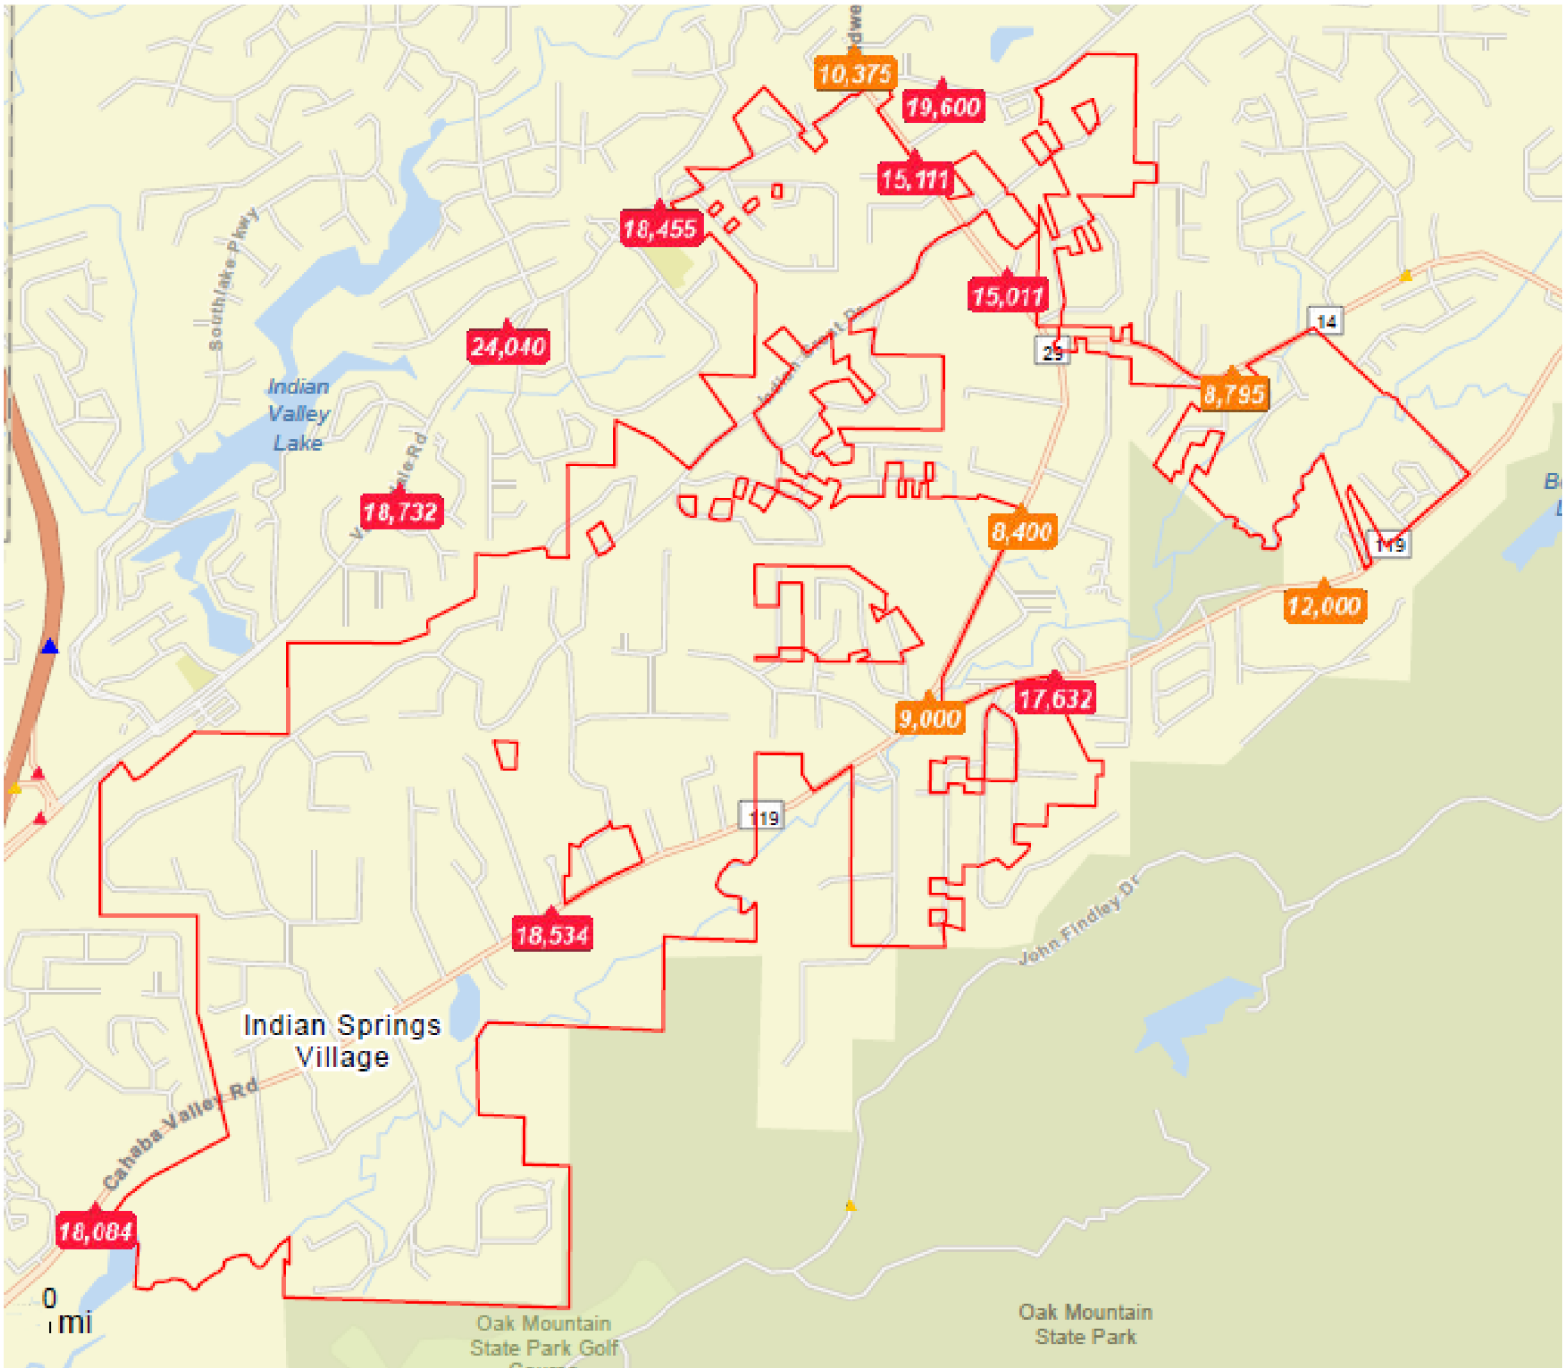 10,375
19,600
15,111
18,455
15,011
24,040
14
29
8,795
Southlake Pkwy
Indian
Valley
Lake
18,732
8,400
119
12,000
17,632
9,000
119
18,534
John Findley Dr
Indian Springs
Village
Cahaba Valley Rd
18,084
0
mi
Oak Mountain
State Park Golf
Oak Mountain
State Park